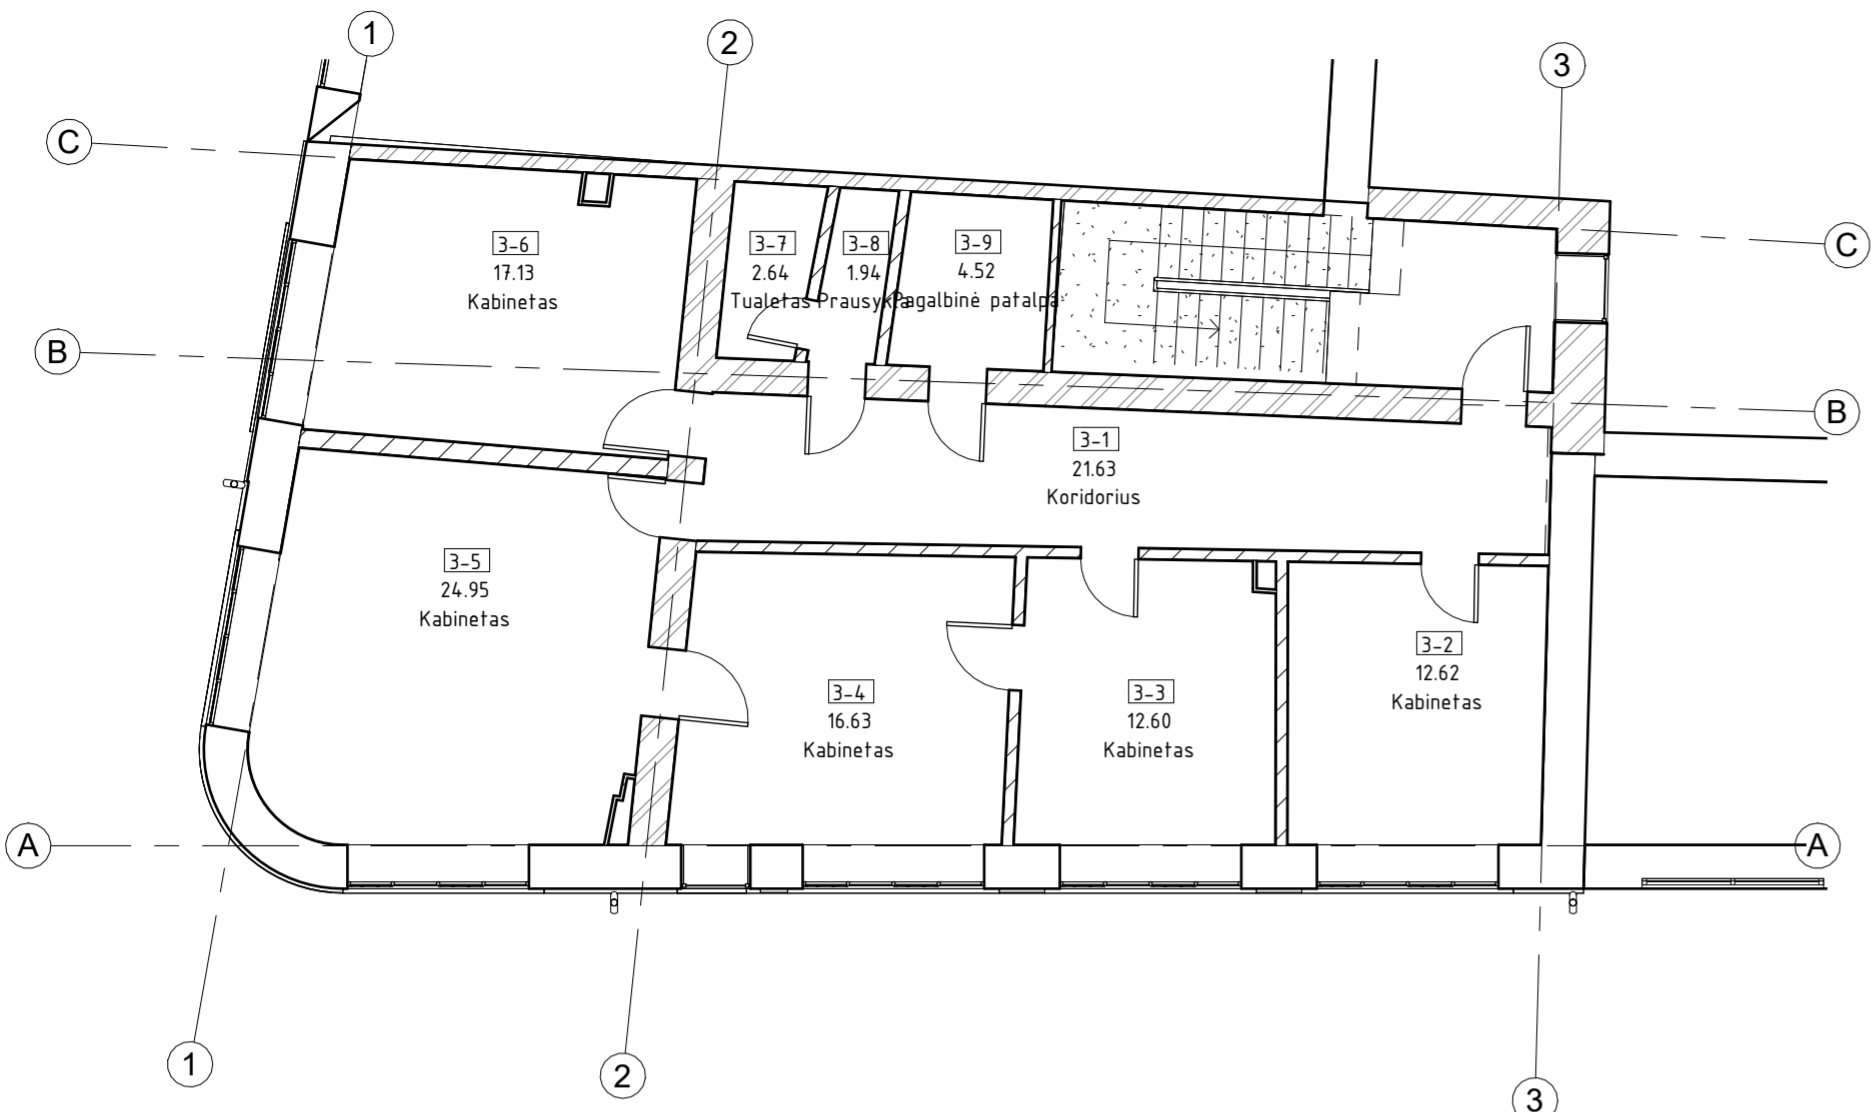 1
2
3
C
C
3-6
17.13
Kabinetas
3-7
2.64
Tualetas
3-8
1.94
Prausykla
3-9
4.52
Pagalbinė patalpa
B
B
3-1
21.63
Koridorius
3-5
24.95
Kabinetas
3-4
16.63
Kabinetas
3-3
12.60
Kabinetas
3-2
12.62
Kabinetas
A
A
1
2
3